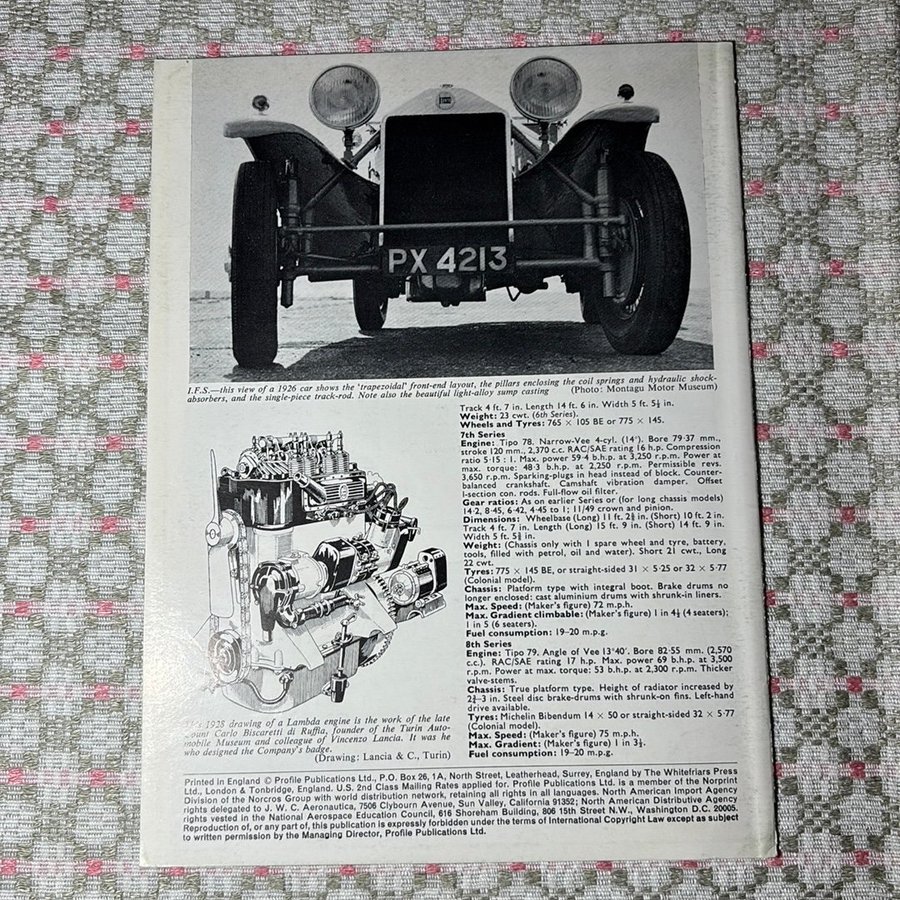 PX 4213
I.F.S.—this view of a 1926 car shows the 'trapezoidal' front-end layout, the pillars enclosing the coil springs and hydraulic shock-
absorbers, and the single-piece track-rod. Note also the beautiful light-alloy sump casting (Photo: Montagu Motor Museum)
Track 4 ft. 7 in. Length 14 ft. 6 in. Width 5 ft. 5¼ in.
Weight: 23 cwt. (6th Series).
Wheels and Tyres: 765 × 105 BE or 775 × 145.
7th Series
Engine: Tipo 78. Narrow-Vee 4-cyl. (14°). Bore 79·37 mm.,
stroke 120 mm., 2,370 c.c. RAC/SAE rating 16 h.p. Compression
ratio 5·15 : 1. Max. power 59·4 b.h.p. at 3,250 r.p.m. Power at
max. torque: 48·3 b.h.p. at 2,250 r.p.m. Permissible revs.
3,650 r.p.m. Sparking-plugs in head instead of block. Counter-
balanced crankshaft. Camshaft vibration damper. Offset
I-section con. rods. Full-flow oil filter.
Gear ratios: As on earlier Series or (for long chassis models)
14·2, 8·45, 6·42, 4·45 to 1; 11/49 crown and pinion.
Dimensions: Wheelbase (Long) 11 ft. 2⅜ in. (Short) 10 ft. 2 in.
Track 4 ft. 7 in. Length (Long) 15 ft. 9 in. (Short) 14 ft. 9 in.
Width 5 ft. 5¾ in.
Weight: (Chassis only with 1 spare wheel and tyre, battery,
tools, filled with petrol, oil and water). Short 21 cwt., Long
22 cwt.
Tyres: 775 × 145 BE, or straight-sided 31 × 5·25 or 32 × 5·77
(Colonial model).
Chassis: Platform type with integral boot. Brake drums no
longer enclosed: cast aluminium drums with shrunk-in liners.
Max. Speed: (Maker's figure) 72 m.p.h.
Max. Gradient climbable: (Maker's figure) 1 in 4½ (4 seaters);
1 in 5 (6 seaters).
Fuel consumption: 19–20 m.p.g.
8th Series
Engine: Tipo 79. Angle of Vee 13°40′. Bore 82·55 mm. (2,570
c.c.). RAC/SAE rating 17 h.p. Max. power 69 b.h.p. at 3,500
r.p.m. Power at max. torque: 53 b.h.p. at 2,300 r.p.m. Thicker
valve-stems.
Chassis: True platform type. Height of radiator increased by
2¾–3 in. Steel disc brake-drums with shrunk-on fins. Left-hand
drive available.
Tyres: Michelin Bibendum 14 × 50 or straight-sided 32 × 5·77
(Colonial model).
Max. Speed: (Maker's figure) 75 m.p.h.
Max. Gradient: (Maker's figure) 1 in 3½.
Fuel consumption: 19–20 m.p.g.
1928 drawing of a Lambda engine is the work of the late
Count Carlo Biscaretti di Ruffia, founder of the Turin Auto-
mobile Museum and colleague of Vincenzo Lancia. It was he
who designed the Company's badge.
(Drawing: Lancia & C., Turin)
Printed in England © Profile Publications Ltd., P.O. Box 26, 1A, North Street, Leatherhead, Surrey, England by The Whitefriars Press
Ltd., London & Tonbridge, England. U.S. 2nd Class Mailing Rates applied for. Profile Publications Ltd. is a member of the Norprint
Division of the Norcros Group with world distribution network, retaining all rights in all languages. North American Import Agency
rights delegated to J. W. C. Aeronautica, 7506 Clybourn Avenue, Sun Valley, California 91352; North American Distributive Agency
rights vested in the National Aerospace Education Council, 616 Shoreham Building, 806 15th Street N.W., Washington D.C. 20005.
Reproduction of, or any part of, this publication is expressly forbidden under the terms of International Copyright Law except as subject
to written permission by the Managing Director, Profile Publications Ltd.